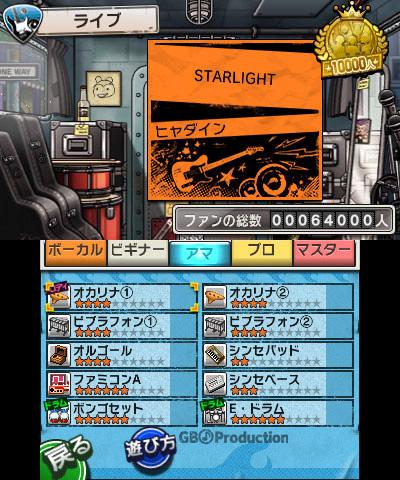 ライブ
10000人
ONE WAY
STARLIGHT
ヒャダイン
ファンの総数 00064000人
ボーカル ビギナー アマ プロ マスター
オカリナ① オカリナ②
ビブラフォン① ビブラフォン②
オルゴール シンセパッド
ファミコンA シンセベース
ドラム ボンゴセット ドラム E・ドラム
戻る 遊び方 GB♪Production